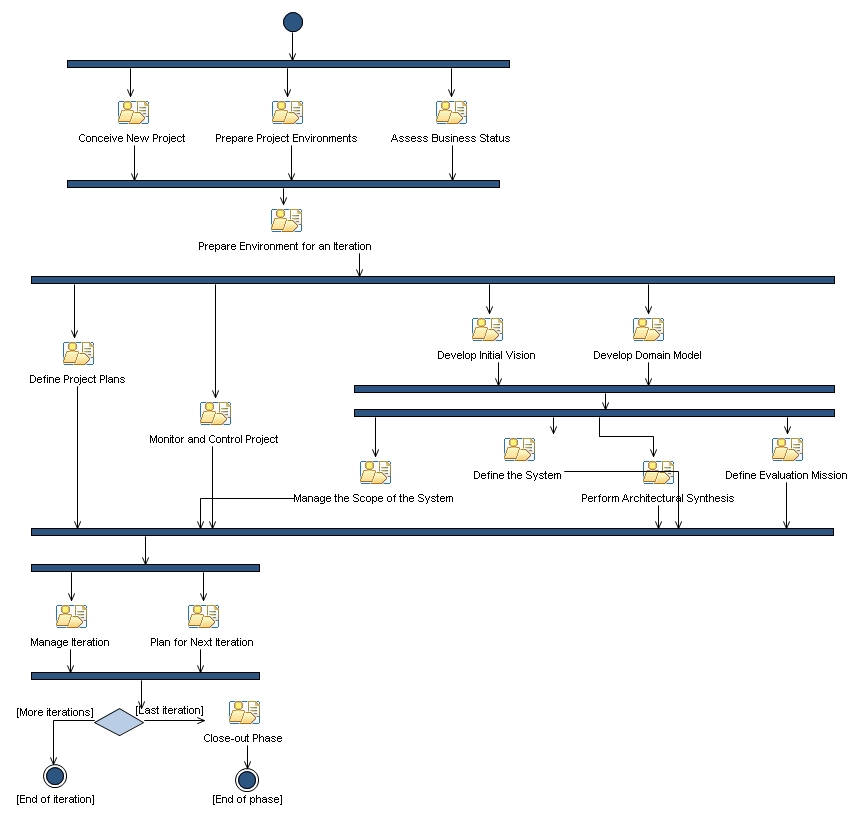 Conceive New Project
Prepare Project Environments
Assess Business Status
Prepare Environment for an Iteration
Develop Initial Vision
Develop Domain Model
Define Project Plans
Monitor and Control Project
Define the System
Define Evaluation Mission
Manage the Scope of the System
Perform Architectural Synthesis
Manage Iteration
Plan for Next Iteration
[More iterations]
[Last iteration]
Close-out Phase
[End of iteration]
[End of phase]